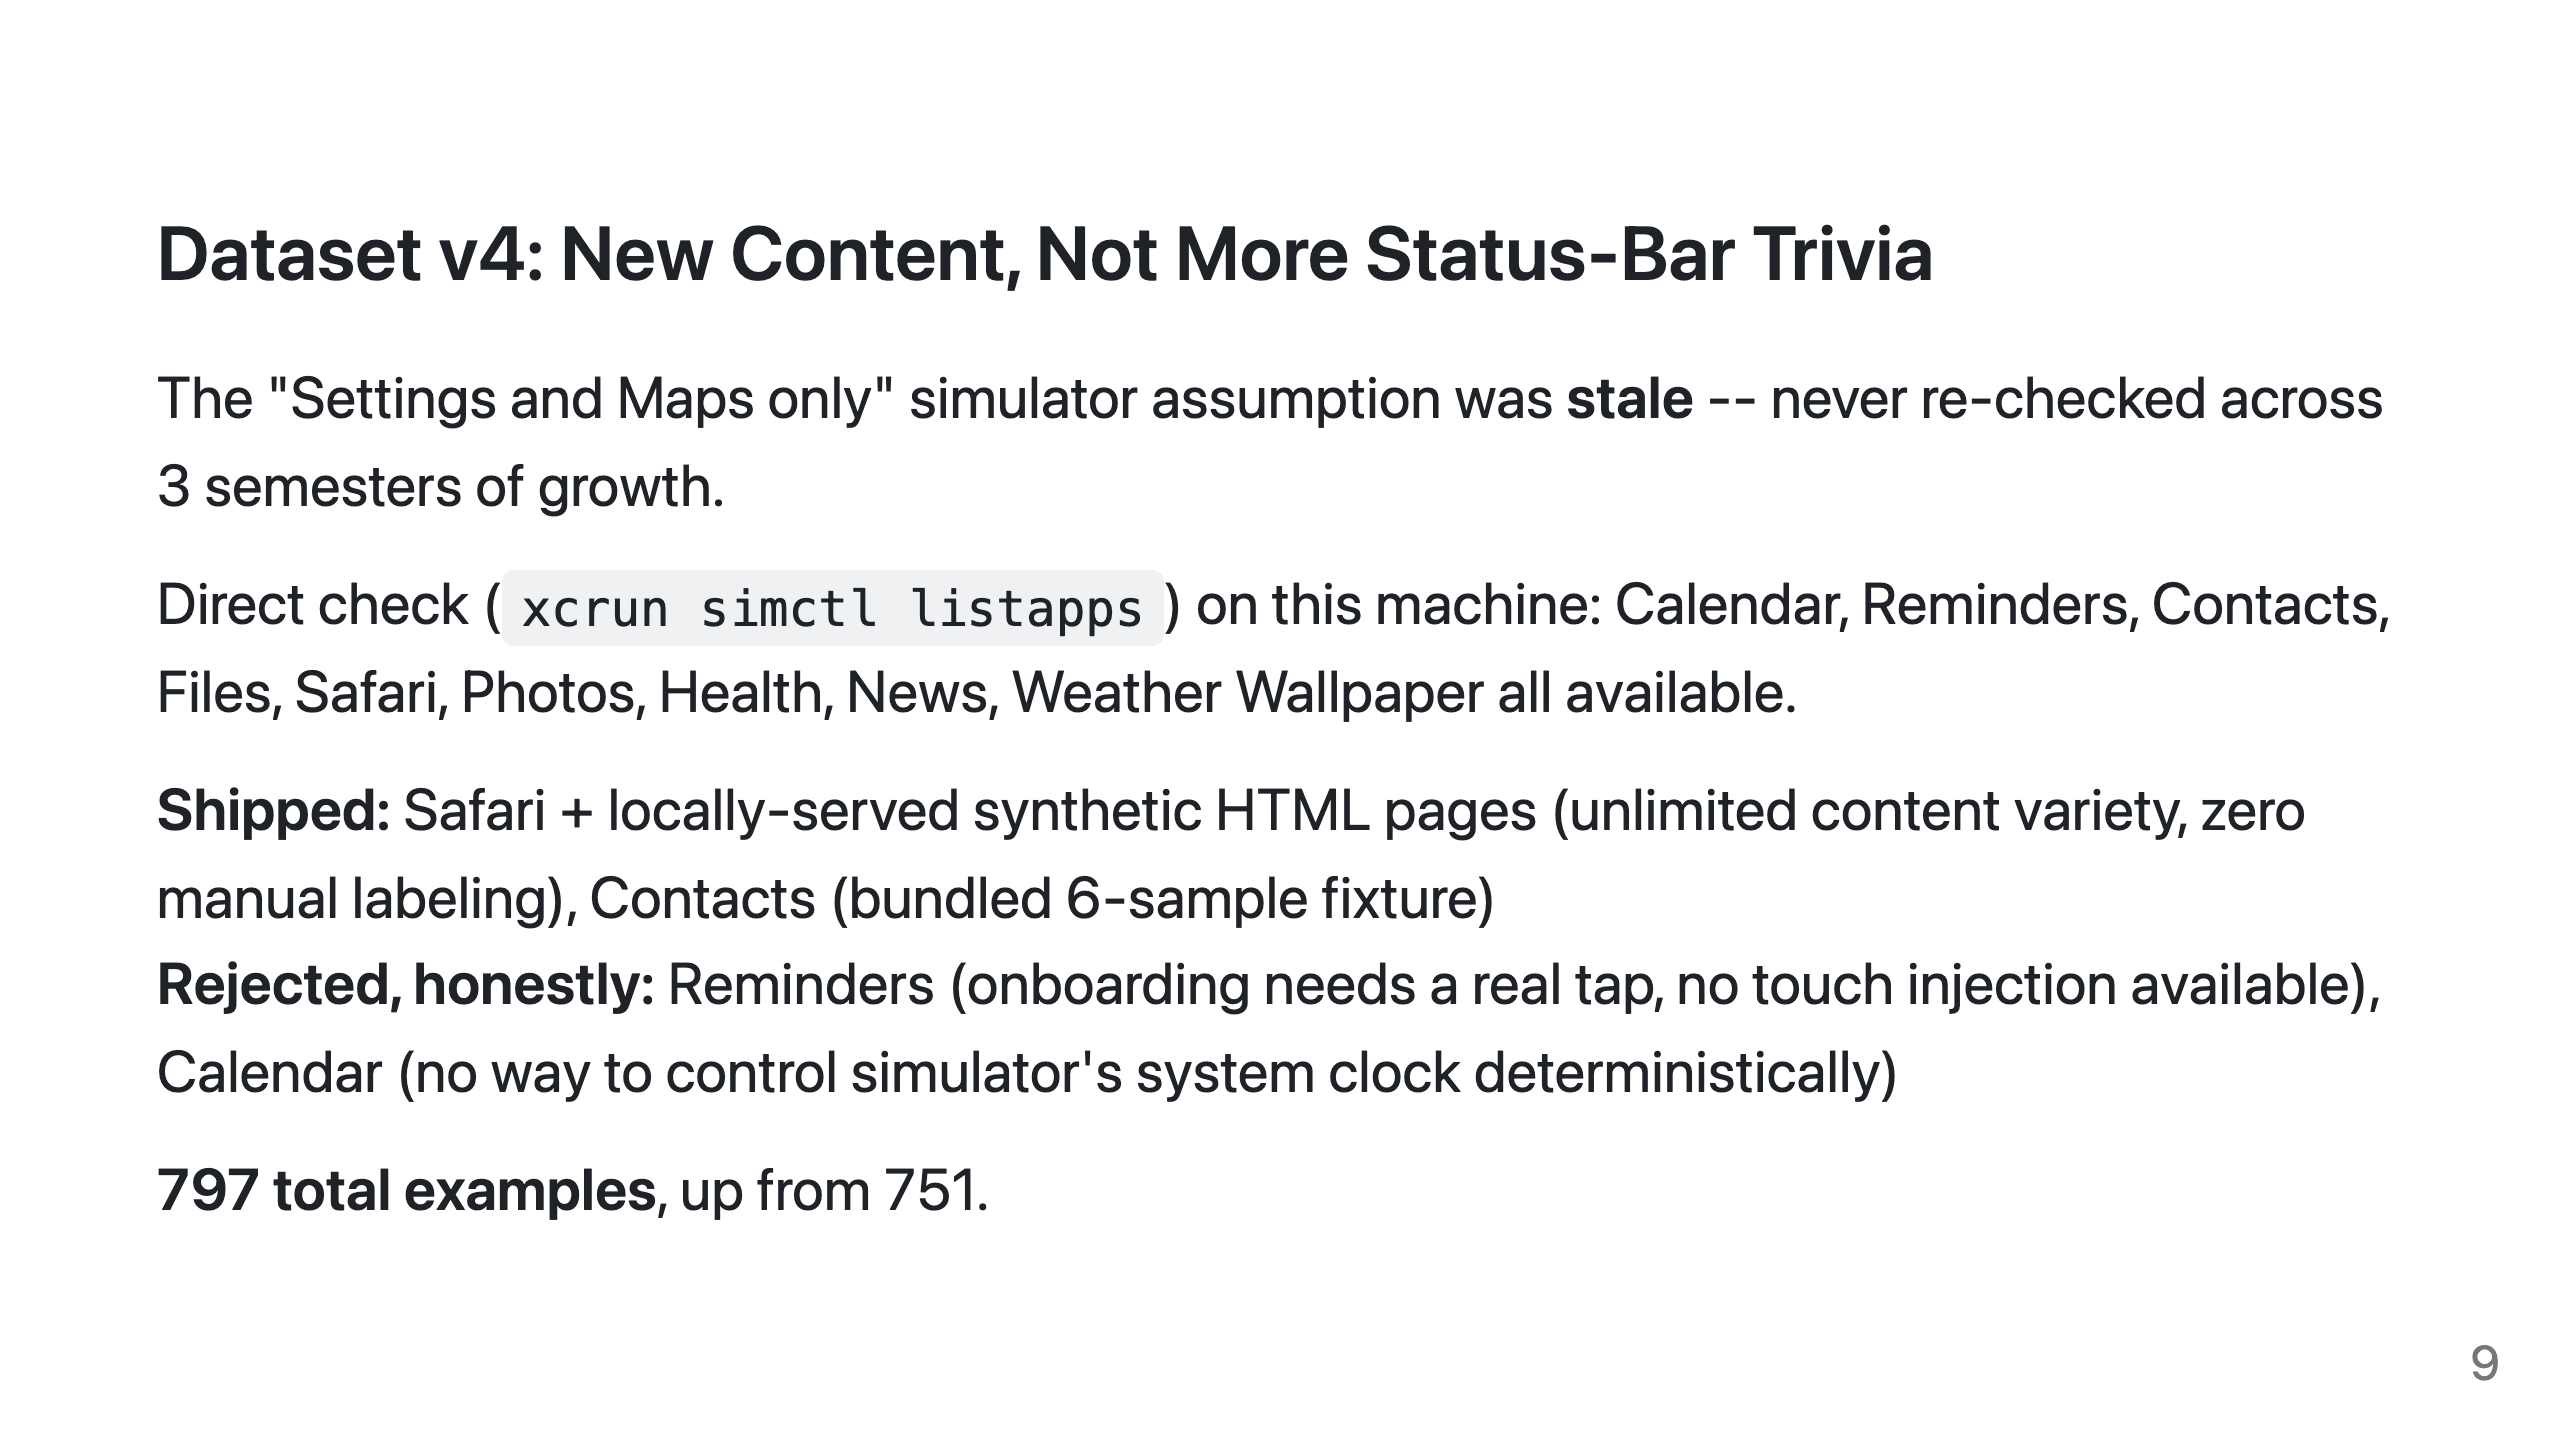 Dataset v4: New Content, Not More Status-Bar Trivia
The "Settings and Maps only" simulator assumption was stale -- never re-checked across
3 semesters of growth.
Direct check (xcrun simctl listapps) on this machine: Calendar, Reminders, Contacts,
Files, Safari, Photos, Health, News, Weather Wallpaper all available.
Shipped: Safari + locally-served synthetic HTML pages (unlimited content variety, zero
manual labeling), Contacts (bundled 6-sample fixture)
Rejected, honestly: Reminders (onboarding needs a real tap, no touch injection available),
Calendar (no way to control simulator's system clock deterministically)
797 total examples, up from 751.
9